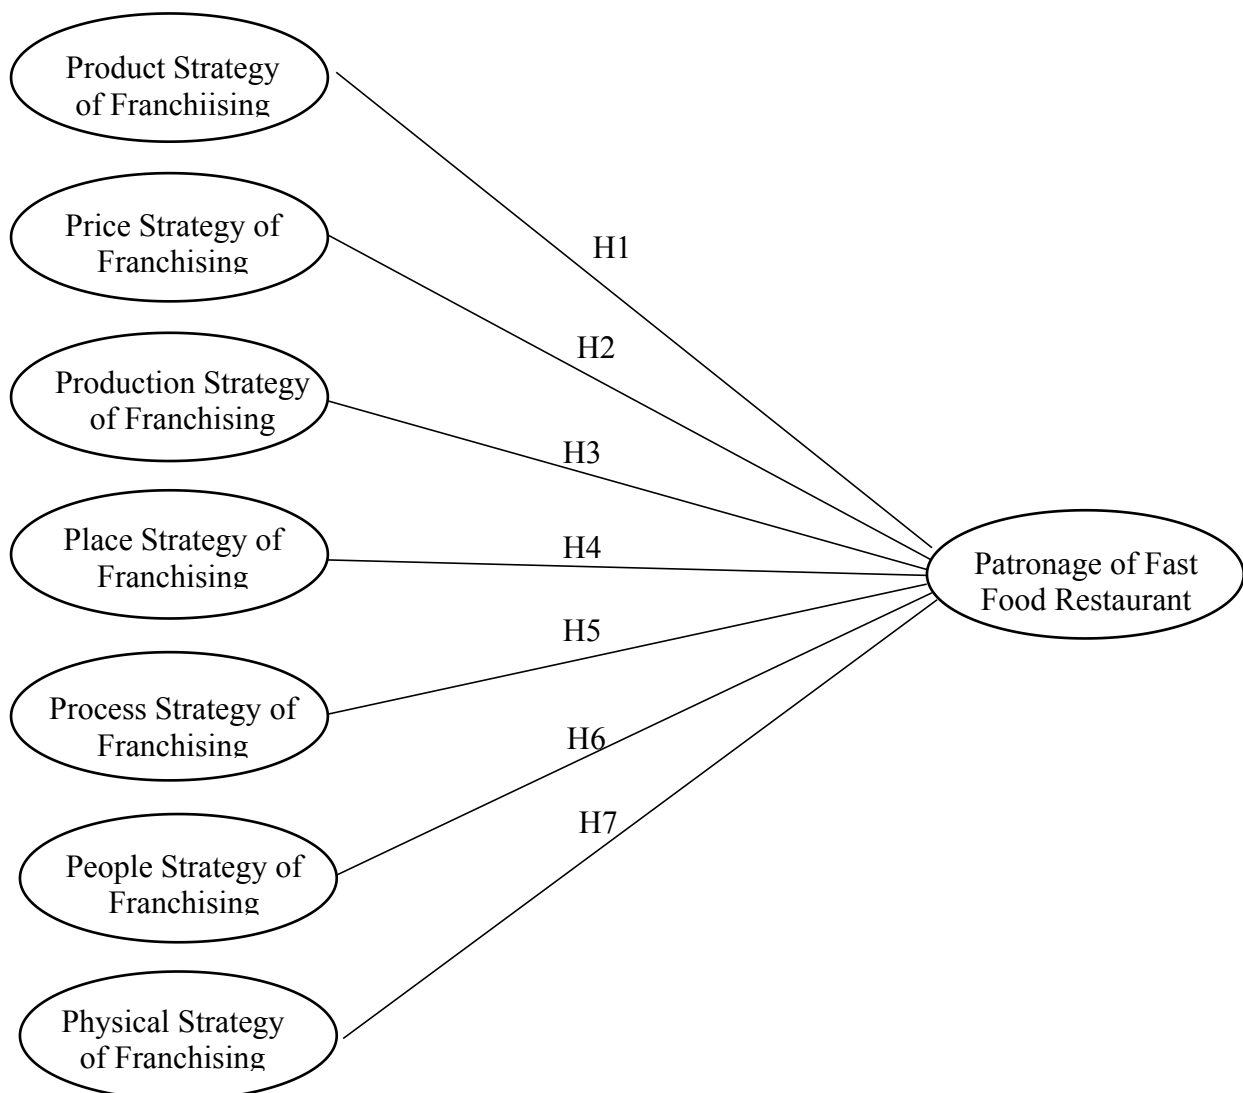 Product Strategy
of Franchiising
Price Strategy of
Franchising
H1
H2
Production Strategy
of Franchising
H3
Place Strategy of
Franchising
H4
Patronage of Fast
Food Restaurant
H5
Process Strategy of
Franchising
H6
People Strategy of
Franchising
H7
Physical Strategy
of Franchising